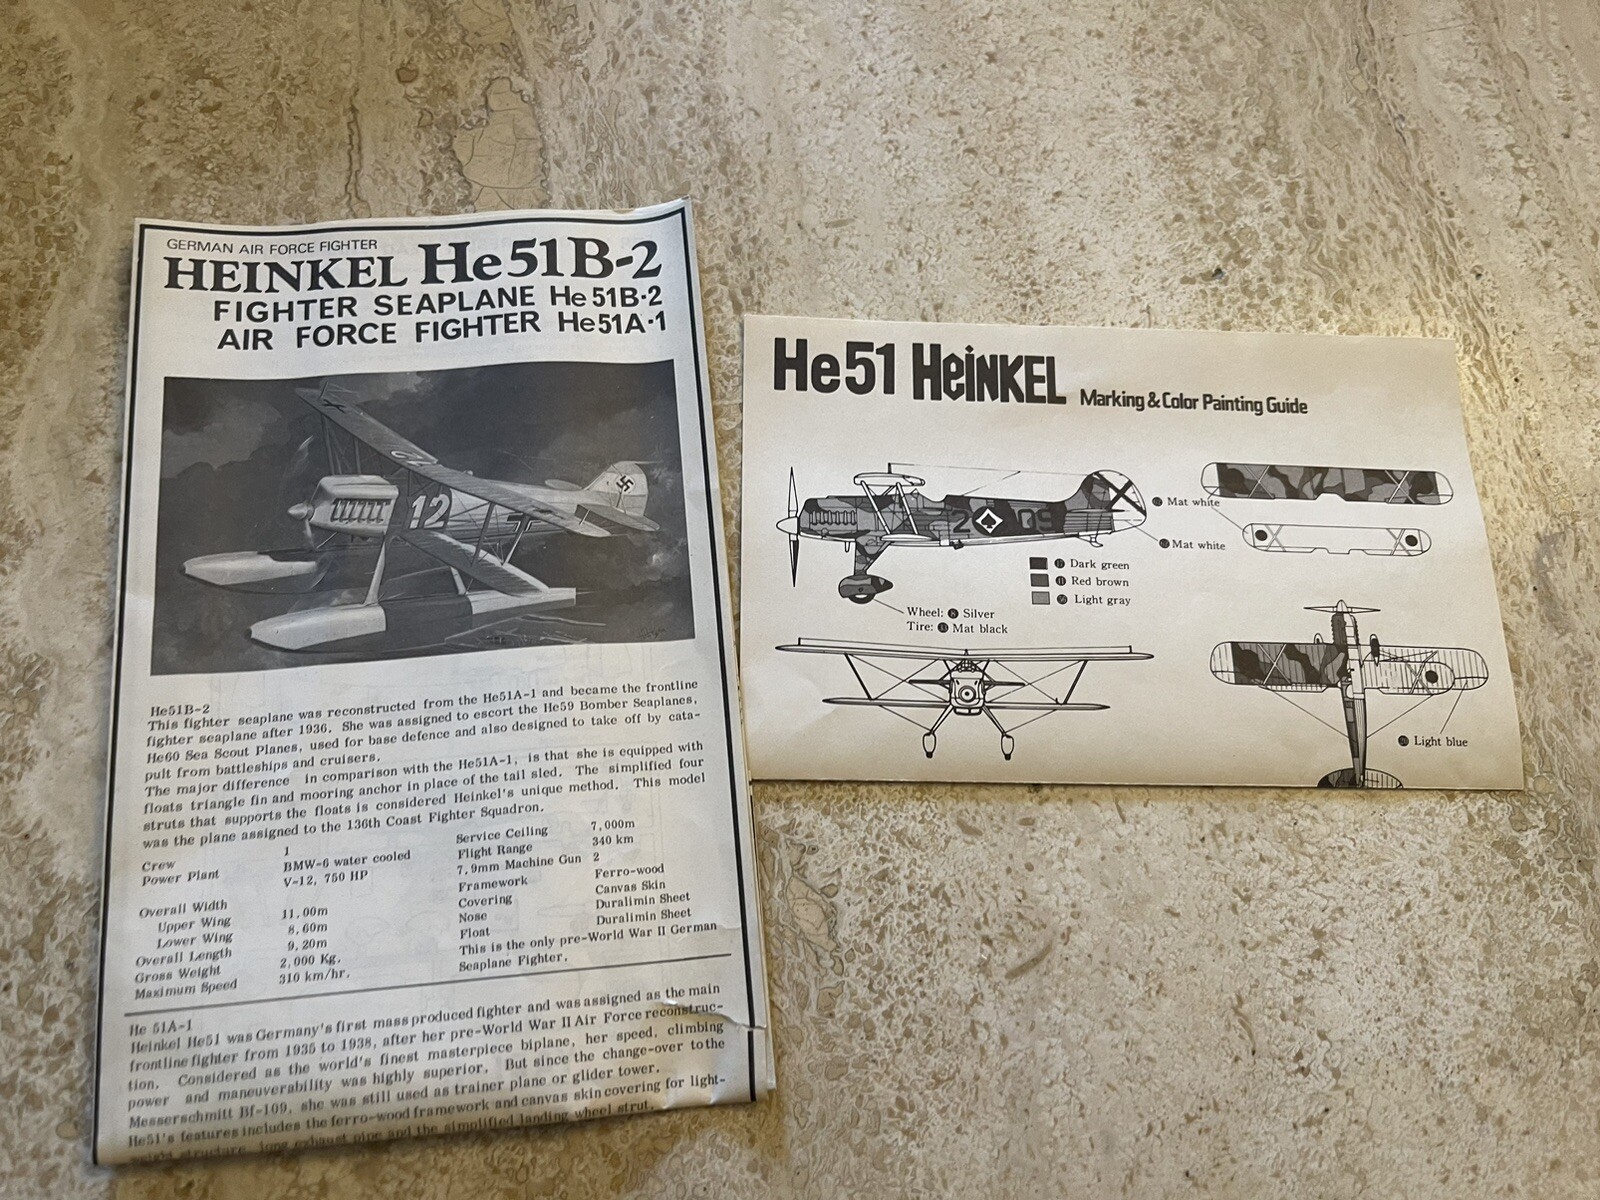 GERMAN AIR FORCE FIGHTER
HEINKEL He51B-2
FIGHTER SEAPLANE He51B-2
AIR FORCE FIGHTER He51A-1
12
He51B-2
This fighter seaplane was reconstructed from the He51A-1 and became the frontline
fighter seaplane after 1936. She was assigned to escort the He59 Bomber Seaplanes,
He60 Sea Scout Planes, used for base defence and also designed to take off by cata-
pult from battleships and cruisers.
The major difference in comparison with the He51A-1, is that she is equipped with
floats triangle fin and mooring anchor in place of the tail sled. The simplified four
struts that supports the floats is considered Heinkel's unique method. This model
was the plane assigned to the 136th Coast Fighter Squadron.
Crew 1
Power Plant BMW-6 water cooled
V-12, 750 HP
Overall Width
Upper Wing 11,00m
Lower Wing 8,60m
Overall Length 9,20m
Gross Weight 2,000 Kg.
Maximum Speed 310 km/hr.
Service Ceiling 7,000m
Flight Range 340 km
7.9mm Machine Gun 2
Framework Ferro-wood
Covering Canvas Skin
Nose Duralimin Sheet
Float Duralimin Sheet
This is the only pre-World War II German
Seaplane Fighter.
He 51A-1
Heinkel He51 was Germany's first mass produced fighter and was assigned as the main
frontline fighter from 1935 to 1938, after her pre-World War II Air Force reconstruc-
tion. Considered as the world's finest masterpiece biplane, her speed, climbing
power and maneuverability was highly superior. But since the change-over to the
Messerschmitt Bf-109, she was still used as trainer plane or glider tower.
He51's features includes the ferro-wood framework and canvas skin covering for light-
weight structure, long exhaust pipe and the simplified landing wheel strut.
He51 HeiNKEL Marking & Color Painting Guide
2
Mat white
Mat white
Dark green
Red brown
Light gray
Wheel: Silver
Tire: Mat black
Light blue